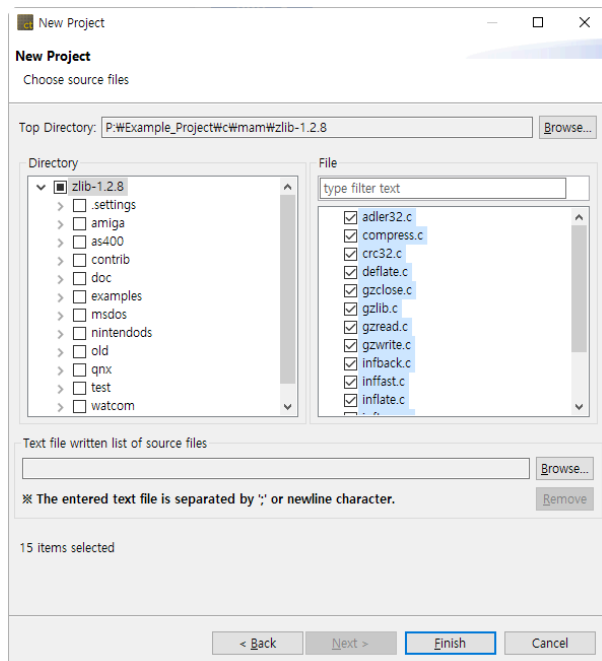 ct New Project
New Project
Choose source files
Top Directory: P:₩Example_Project₩c₩mam₩zlib-1.2.8 Browse...
Directory
zlib-1.2.8
.settings
amiga
as400
contrib
doc
examples
msdos
nintendods
old
qnx
test
watcom
File
type filter text
adler32.c
compress.c
crc32.c
deflate.c
gzclose.c
gzlib.c
gzread.c
gzwrite.c
infback.c
inffast.c
inflate.c
Text file written list of source files
Browse...
※ The entered text file is separated by ';' or newline character. Remove
15 items selected
< Back Next > Finish Cancel